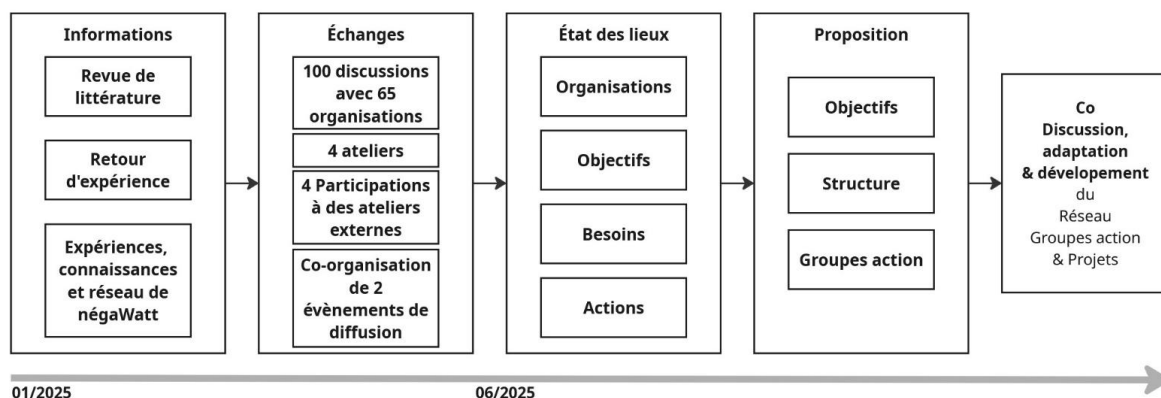 Informations
Revue de
littérature
Retour
d'expérience
Expériences,
connaissances
et réseau de
négaWatt
Échanges
100 discussions
avec 65
organisations
4 ateliers
4 Participations
à des ateliers
externes
Co-organisation
de 2
évènements de
diffusion
État des lieux
Organisations
Objectifs
Besoins
Actions
Proposition
Objectifs
Structure
Groupes action
Co
Discussion,
adaptation
& dévelopement
du
Réseau
Groupes action
& Projets
01/2025
06/2025